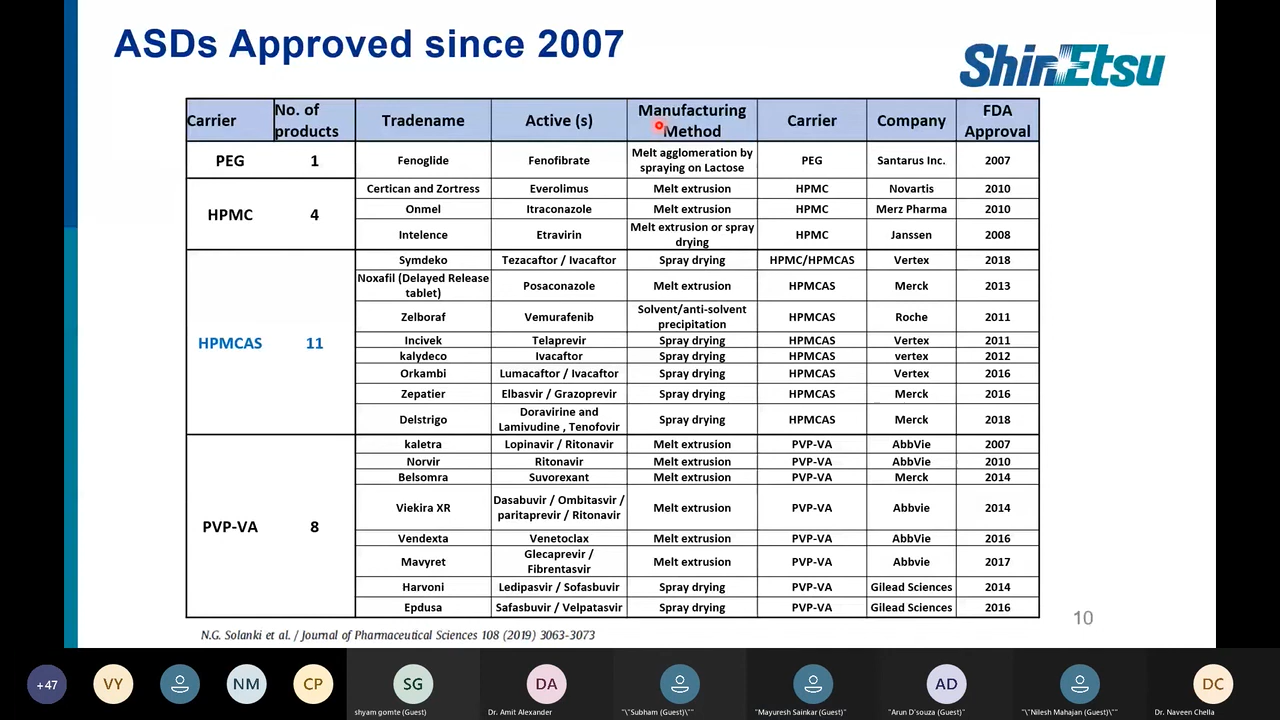 ASDs Approved since 2007
ShinEtsu
Carrier No. of products Tradename Active (s) Manufacturing Method Carrier Company FDA Approval
PEG 1 Fenoglide Fenofibrate Melt agglomeration by spraying on Lactose PEG Santarus Inc. 2007
HPMC 4 Certican and Zortress Everolimus Melt extrusion HPMC Novartis 2010
Onmel Itraconazole Melt extrusion HPMC Merz Pharma 2010
Intelence Etravirin Melt extrusion or spray drying HPMC Janssen 2008
HPMCAS 11 Symdeko Tezacaftor / Ivacaftor Spray drying HPMC/HPMCAS Vertex 2018
Noxafil (Delayed Release tablet) Posaconazole Melt extrusion HPMCAS Merck 2013
Zelboraf Vemurafenib Solvent/anti-solvent precipitation HPMCAS Roche 2011
Incivek Telaprevir Spray drying HPMCAS Vertex 2011
kalydeco Ivacaftor Spray drying HPMCAS vertex 2012
Orkambi Lumacaftor / Ivacaftor Spray drying HPMCAS Vertex 2016
Zepatier Elbasvir / Grazoprevir Spray drying HPMCAS Merck 2016
Delstrigo Doravirine and Lamivudine , Tenofovir Spray drying HPMCAS Merck 2018
PVP-VA 8 kaletra Lopinavir / Ritonavir Melt extrusion PVP-VA AbbVie 2007
Norvir Ritonavir Melt extrusion PVP-VA AbbVie 2010
Belsomra Suvorexant Melt extrusion PVP-VA Merck 2014
Viekira XR Dasabuvir / Ombitasvir / paritaprevir / Ritonavir Melt extrusion PVP-VA Abbvie 2014
Vendexta Venetoclax Melt extrusion PVP-VA AbbVie 2016
Mavyret Glecaprevir / Fibrentasvir Melt extrusion PVP-VA Abbvie 2017
Harvoni Ledipasvir / Sofasbuvir Spray drying PVP-VA Gilead Sciences 2014
Epdusa Safasbuvir / Velpatasvir Spray drying PVP-VA Gilead Sciences 2016
10
N.G. Solanki et al. / Journal of Pharmaceutical Sciences 108 (2019) 3063-3073
+47 VY NM CP SG DA AD DC
shyam gomte (Guest) Dr. Amit Alexander "\"Subham (Guest)\"" "Mayuresh Sainkar (Guest)" "Arun D'souza (Guest)" "\"Nilesh Mahajan (Guest)\"" Dr. Naveen Chella